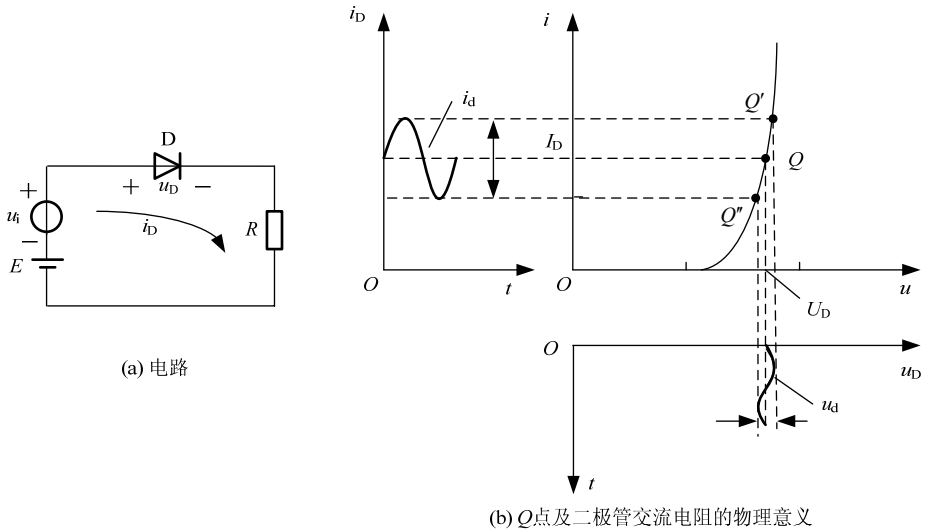 D
+ u_D −
+
u_i
−
i_D
R
E
(a) 电路
i_D
i_d
O
t
i
I_D
Q′
Q
Q″
O
u
U_D
O
u_D
u_d
t
(b) Q点及二极管交流电阻的物理意义